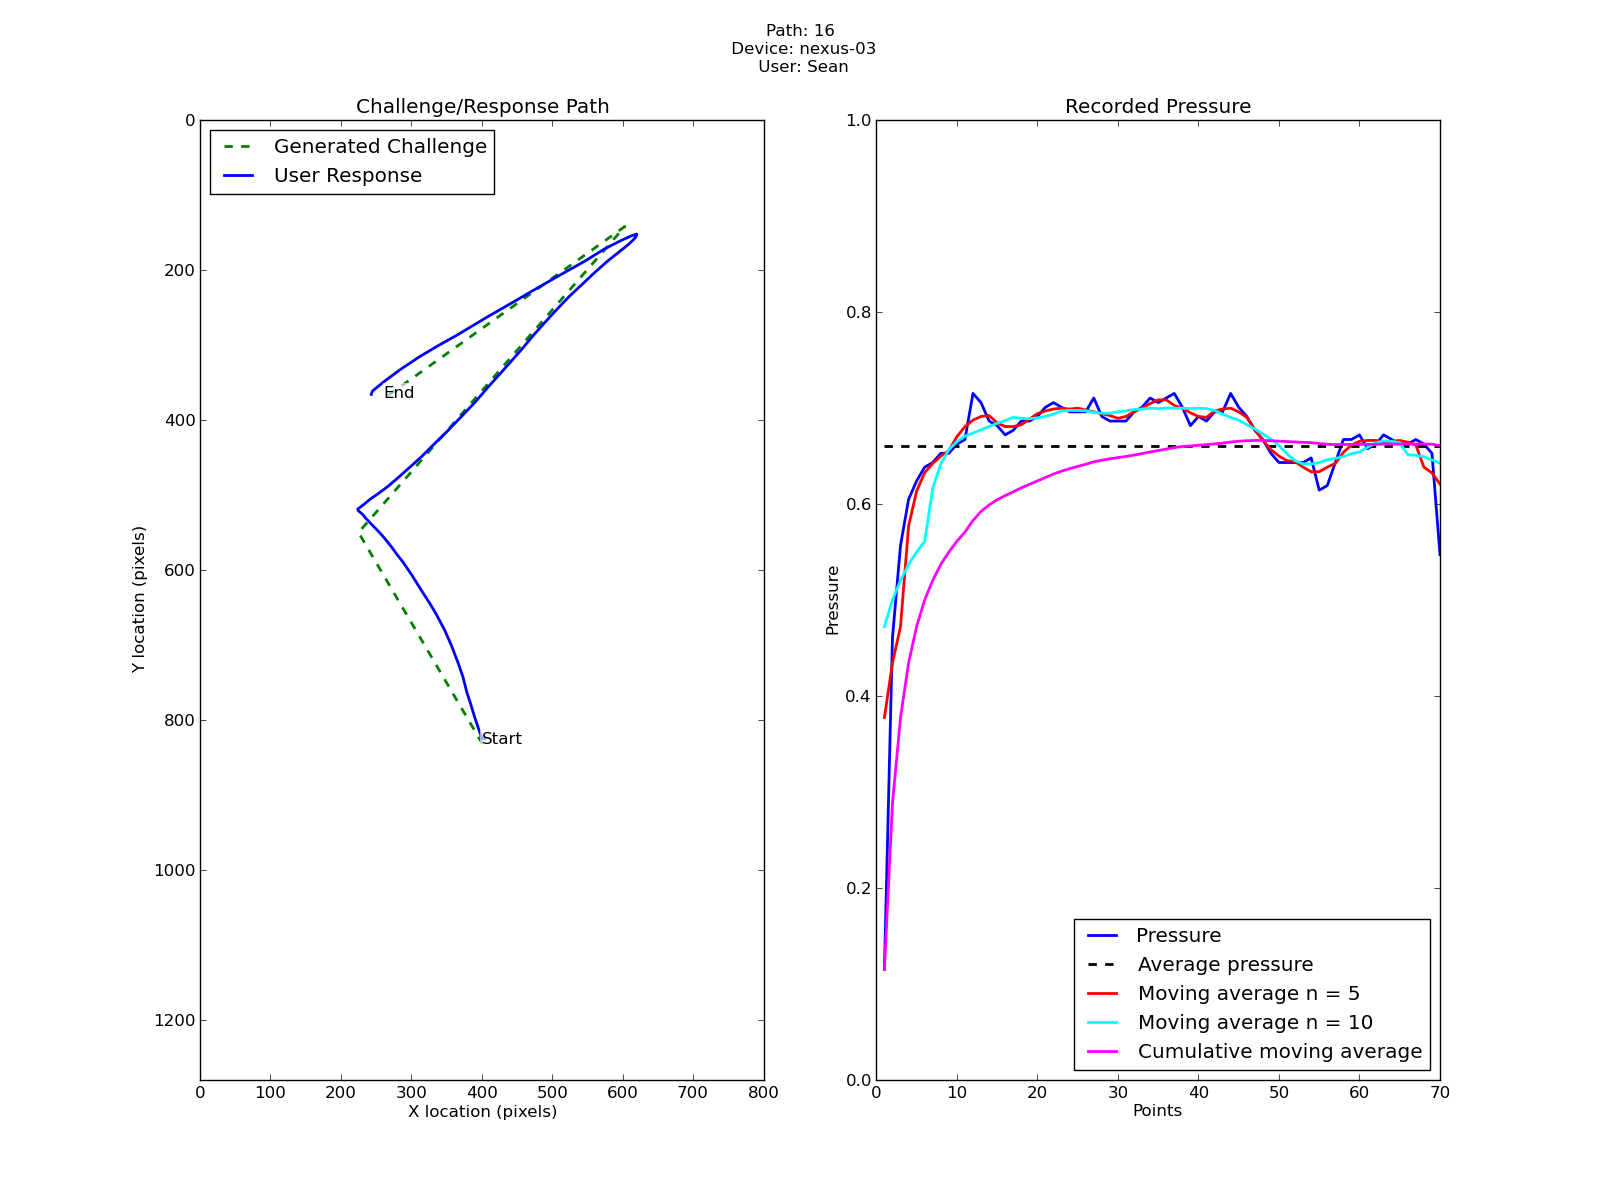 Path: 16
Device: nexus-03
User: Sean
Challenge/Response Path
Generated Challenge
User Response
End
Start
0
200
400
600
800
1000
1200
Y location (pixels)
0 100 200 300 400 500 600 700 800
X location (pixels)
Recorded Pressure
1.0
0.8
0.6
0.4
0.2
0.0
Pressure
Pressure
Average pressure
Moving average n = 5
Moving average n = 10
Cumulative moving average
0 10 20 30 40 50 60 70
Points